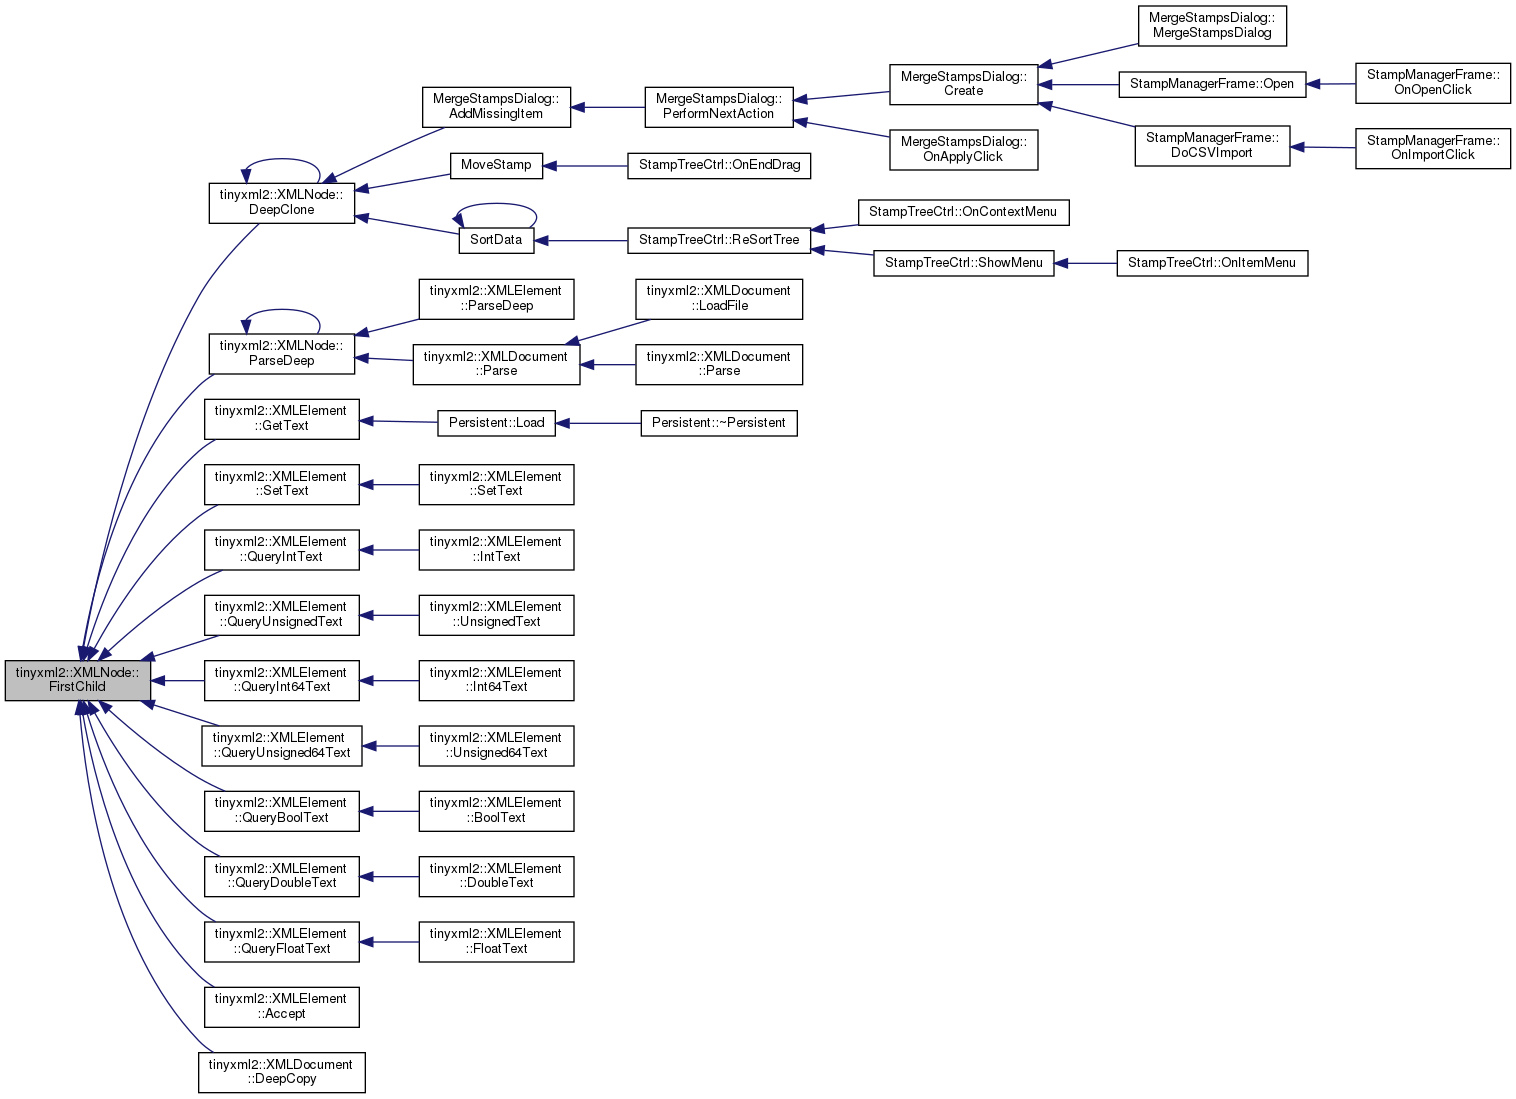 MergeStampsDialog::
MergeStampsDialog
MergeStampsDialog::
Create
StampManagerFrame::Open
StampManagerFrame::
OnOpenClick
MergeStampsDialog::
AddMissingItem
MergeStampsDialog::
PerformNextAction
MergeStampsDialog::
OnApplyClick
StampManagerFrame::
DoCSVImport
StampManagerFrame::
OnImportClick
MoveStamp
StampTreeCtrl::OnEndDrag
tinyxml2::XMLNode::
DeepClone
SortData
StampTreeCtrl::ReSortTree
StampTreeCtrl::OnContextMenu
StampTreeCtrl::ShowMenu
StampTreeCtrl::OnItemMenu
tinyxml2::XMLElement
::ParseDeep
tinyxml2::XMLDocument
::LoadFile
tinyxml2::XMLNode::
ParseDeep
tinyxml2::XMLDocument
::Parse
tinyxml2::XMLDocument
::Parse
tinyxml2::XMLElement
::GetText
Persistent::Load
Persistent::~Persistent
tinyxml2::XMLElement
::SetText
tinyxml2::XMLElement
::SetText
tinyxml2::XMLElement
::QueryIntText
tinyxml2::XMLElement
::IntText
tinyxml2::XMLElement
::QueryUnsignedText
tinyxml2::XMLElement
::UnsignedText
tinyxml2::XMLNode::
FirstChild
tinyxml2::XMLElement
::QueryInt64Text
tinyxml2::XMLElement
::Int64Text
tinyxml2::XMLElement
::QueryUnsigned64Text
tinyxml2::XMLElement
::Unsigned64Text
tinyxml2::XMLElement
::QueryBoolText
tinyxml2::XMLElement
::BoolText
tinyxml2::XMLElement
::QueryDoubleText
tinyxml2::XMLElement
::DoubleText
tinyxml2::XMLElement
::QueryFloatText
tinyxml2::XMLElement
::FloatText
tinyxml2::XMLElement
::Accept
tinyxml2::XMLDocument
::DeepCopy